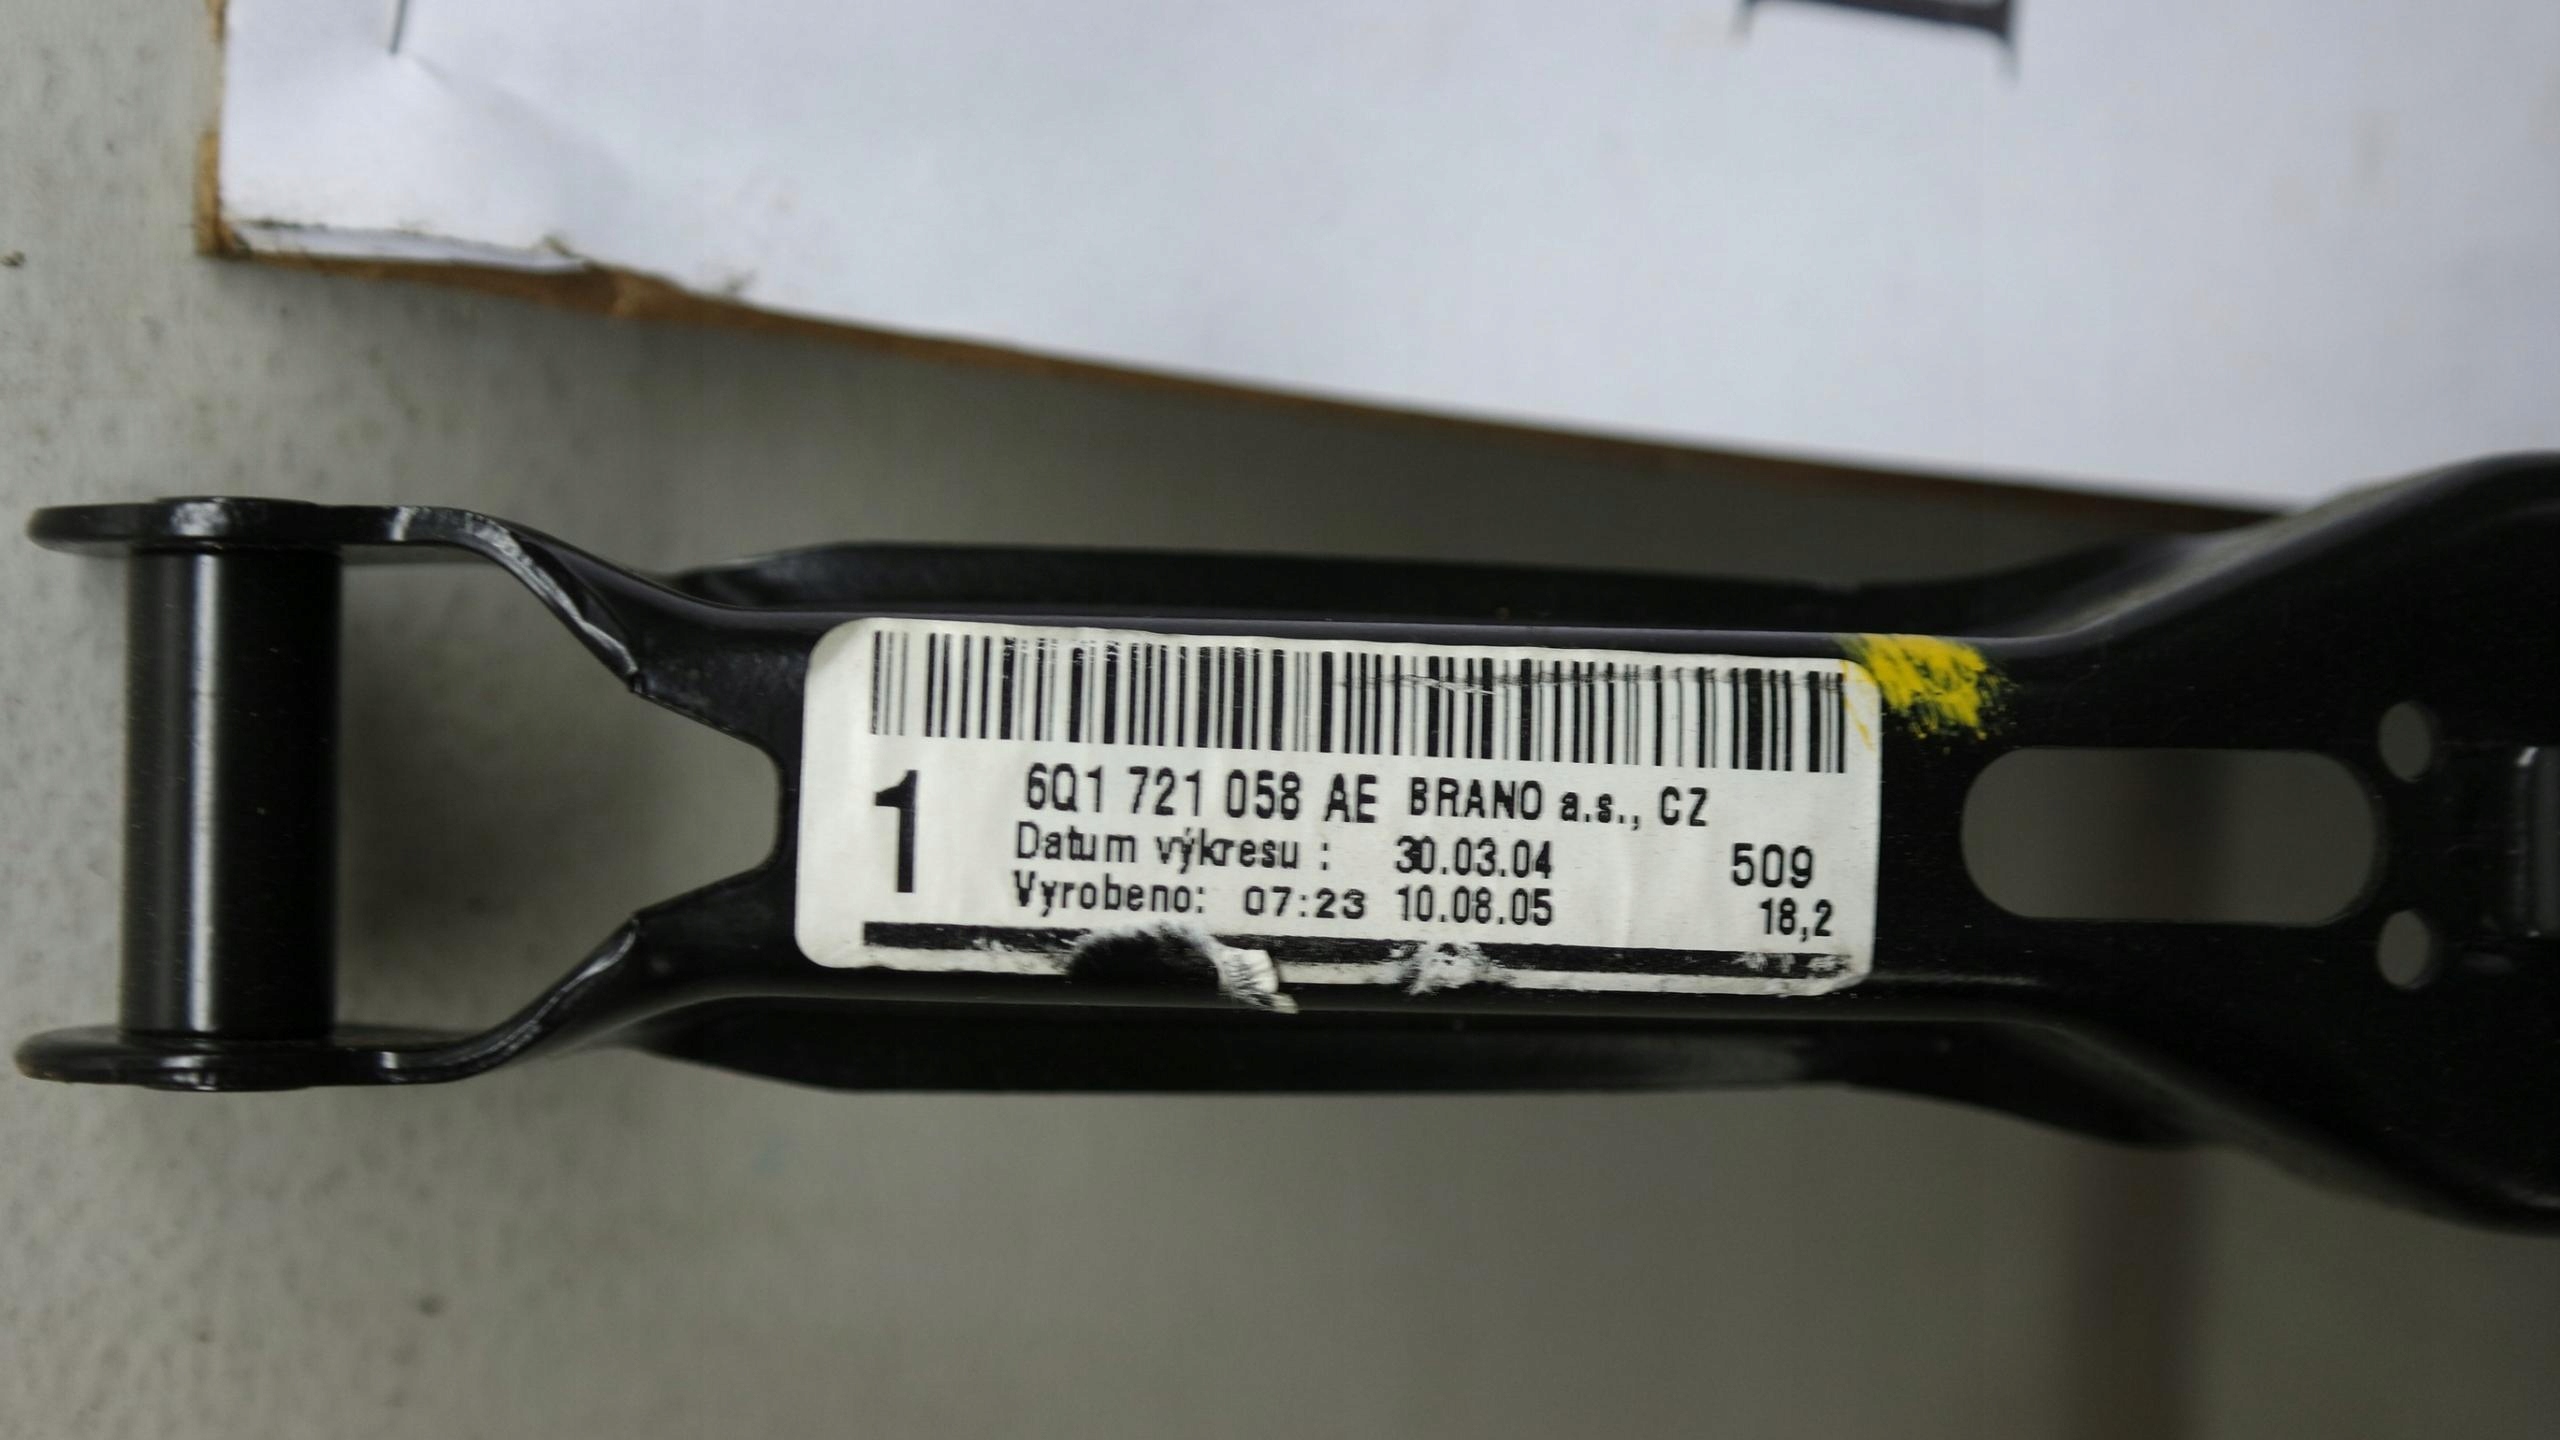 1
6Q1 721 058 AE BRANO a.s., CZ
Datum výkresu : 30.03.04 509
Vyrobeno: 07:23 10.08.05 18,2